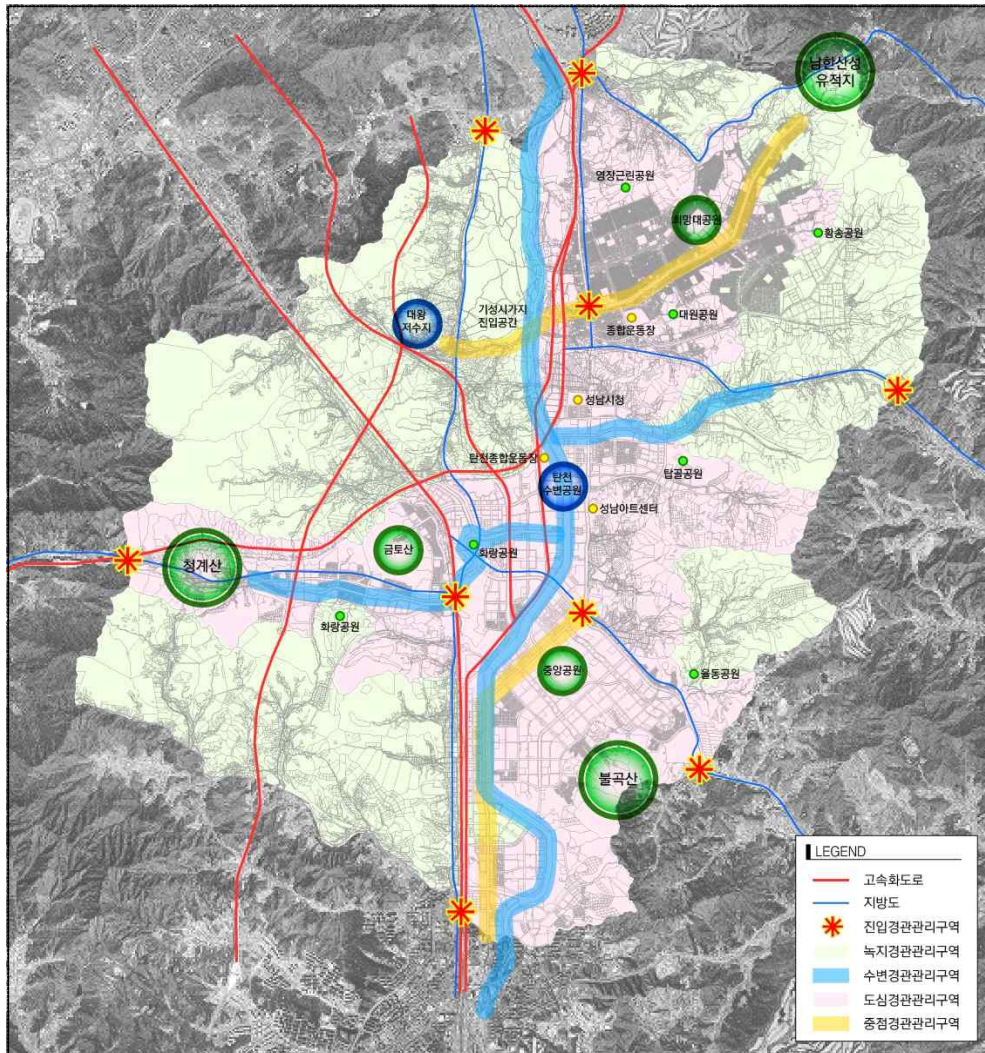 남한산성
유적지
영장근린공원
희망대공원
황송공원
대왕
저수지
기성시가지
진입공간
종합운동장
대원공원
성남시청
탄천종합운동장
탄천
수변공원
탑골공원
성남아트센터
청계산
금토산
화랑공원
화랑공원
중앙공원
율동공원
불곡산
LEGEND
고속화도로
지방도
진입경관관리구역
녹지경관관리구역
수변경관관리구역
도심경관관리구역
중점경관관리구역